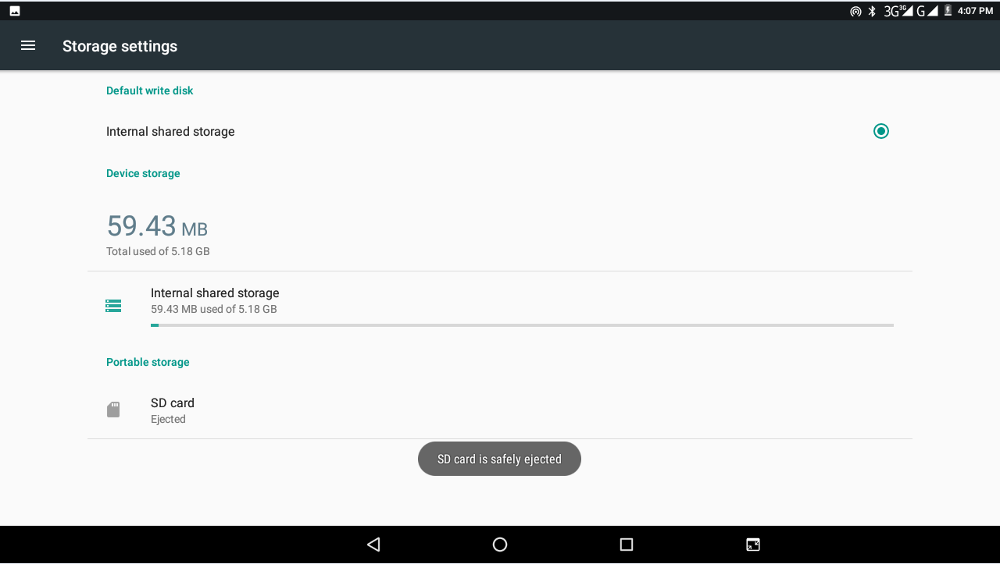 3G 3G G 4:07 PM
Storage settings
Default write disk
Internal shared storage
Device storage
59.43 MB
Total used of 5.18 GB
Internal shared storage
59.43 MB used of 5.18 GB
Portable storage
SD card
Ejected
SD card is safely ejected